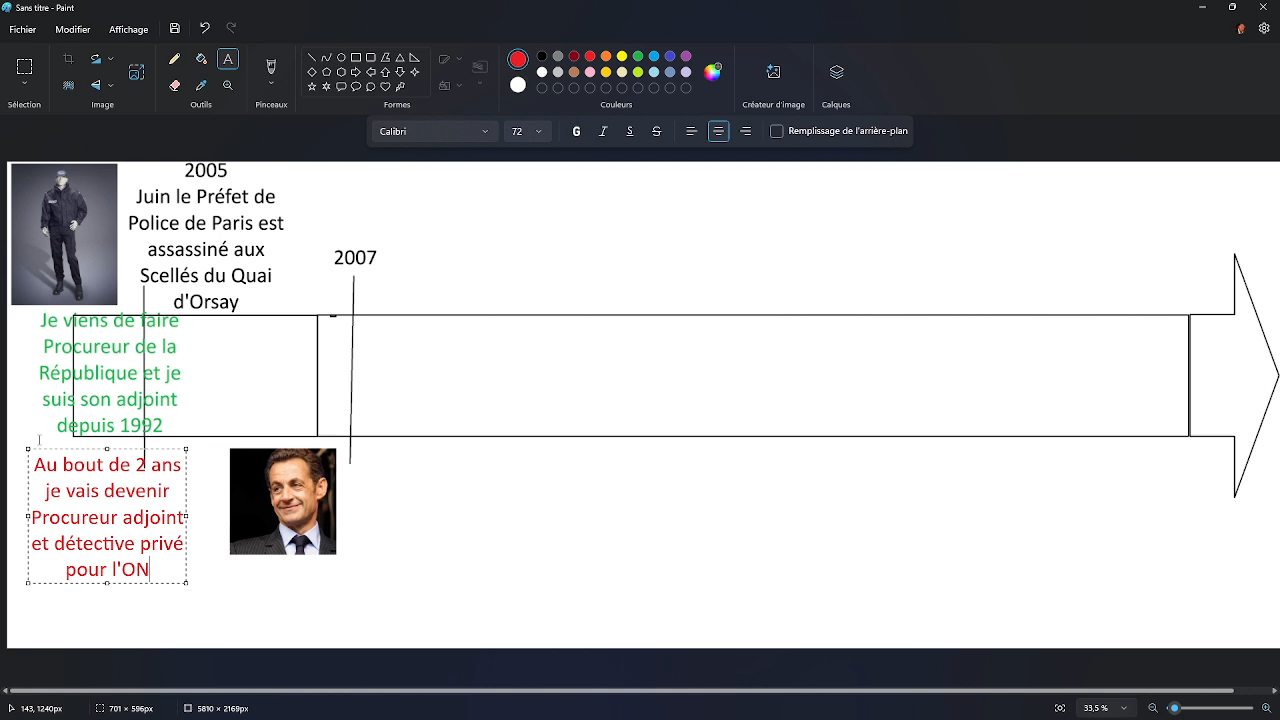 Sans titre - Paint
Fichier
Modifier
Affichage
Sélection
Image
Outils
Pinceaux
Formes
Couleurs
Créateur d'image
Calques
Calibri
72
G
Remplissage de l'arrière-plan
2005
Juin le Préfet de
Police de Paris est
assassiné aux
Scellés du Quai
d'Orsay
2007
Je viens de faire
Procureur de la
République et je
suis son adjoint
depuis 1992
Au bout de 2 ans
je vais devenir
Procureur adjoint
et détective privé
pour l'ON
143, 1240px
701 × 596px
5810 × 2169px
33,5 %